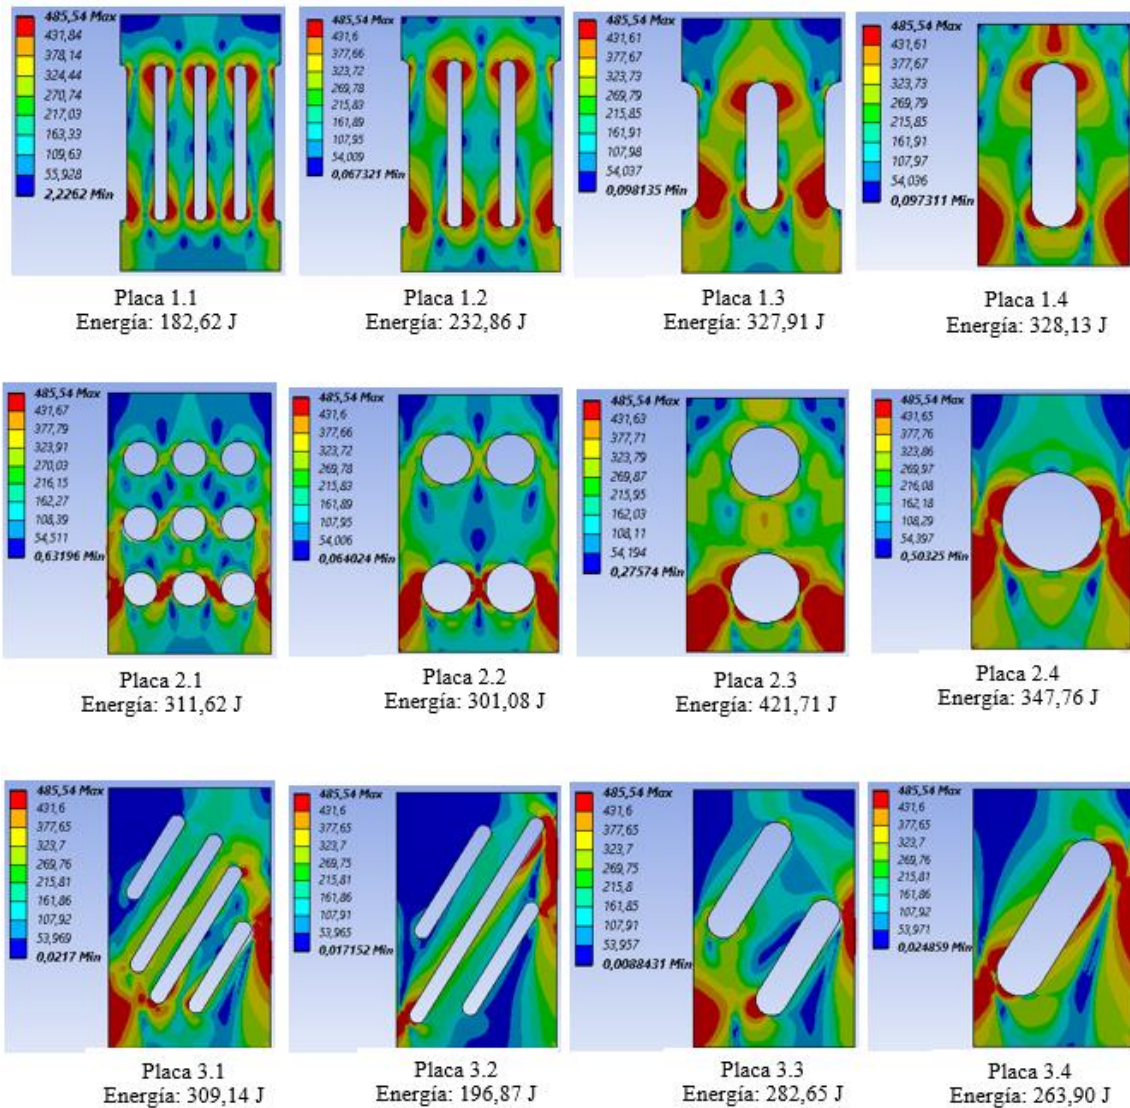 485,54 Max
431,84
378,14
324,44
270,74
217,03
163,33
109,63
55,928
2,2262 Min
Placa 1.1
Energía: 182,62 J
485,54 Max
431,6
377,66
323,72
269,78
215,83
161,89
107,95
54,009
0,067321 Min
Placa 1.2
Energía: 232,86 J
485,54 Max
431,61
377,67
323,73
269,79
215,85
161,91
107,98
54,037
0,098135 Min
Placa 1.3
Energía: 327,91 J
485,54 Max
431,61
377,67
323,73
269,79
215,85
161,91
107,97
54,036
0,097311 Min
Placa 1.4
Energía: 328,13 J
485,54 Max
431,67
377,79
323,91
270,03
216,15
162,27
108,39
54,511
0,63196 Min
Placa 2.1
Energía: 311,62 J
485,54 Max
431,6
377,66
323,72
269,78
215,83
161,89
107,95
54,006
0,064024 Min
Placa 2.2
Energía: 301,08 J
485,54 Max
431,63
377,71
323,79
269,87
215,95
162,03
108,11
54,194
0,27574 Min
Placa 2.3
Energía: 421,71 J
485,54 Max
431,65
377,76
323,86
269,97
216,08
162,18
108,29
54,397
0,50325 Min
Placa 2.4
Energía: 347,76 J
485,54 Max
431,6
377,65
323,7
269,76
215,81
161,86
107,92
53,969
0,0217 Min
Placa 3.1
Energía: 309,14 J
485,54 Max
431,6
377,65
323,7
269,75
215,81
161,86
107,91
53,965
0,017152 Min
Placa 3.2
Energía: 196,87 J
485,54 Max
431,6
377,65
323,7
269,75
215,8
161,85
107,91
53,957
0,0088431 Min
Placa 3.3
Energía: 282,65 J
485,54 Max
431,6
377,65
323,7
269,76
215,81
161,86
107,92
53,971
0,024859 Min
Placa 3.4
Energía: 263,90 J